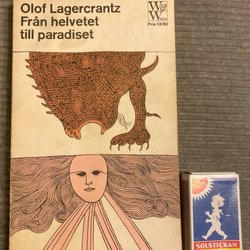 Olof Lagercrantz
Från helvetet
till paradiset
W&W
Pris 13:50
SOLSTICKAN